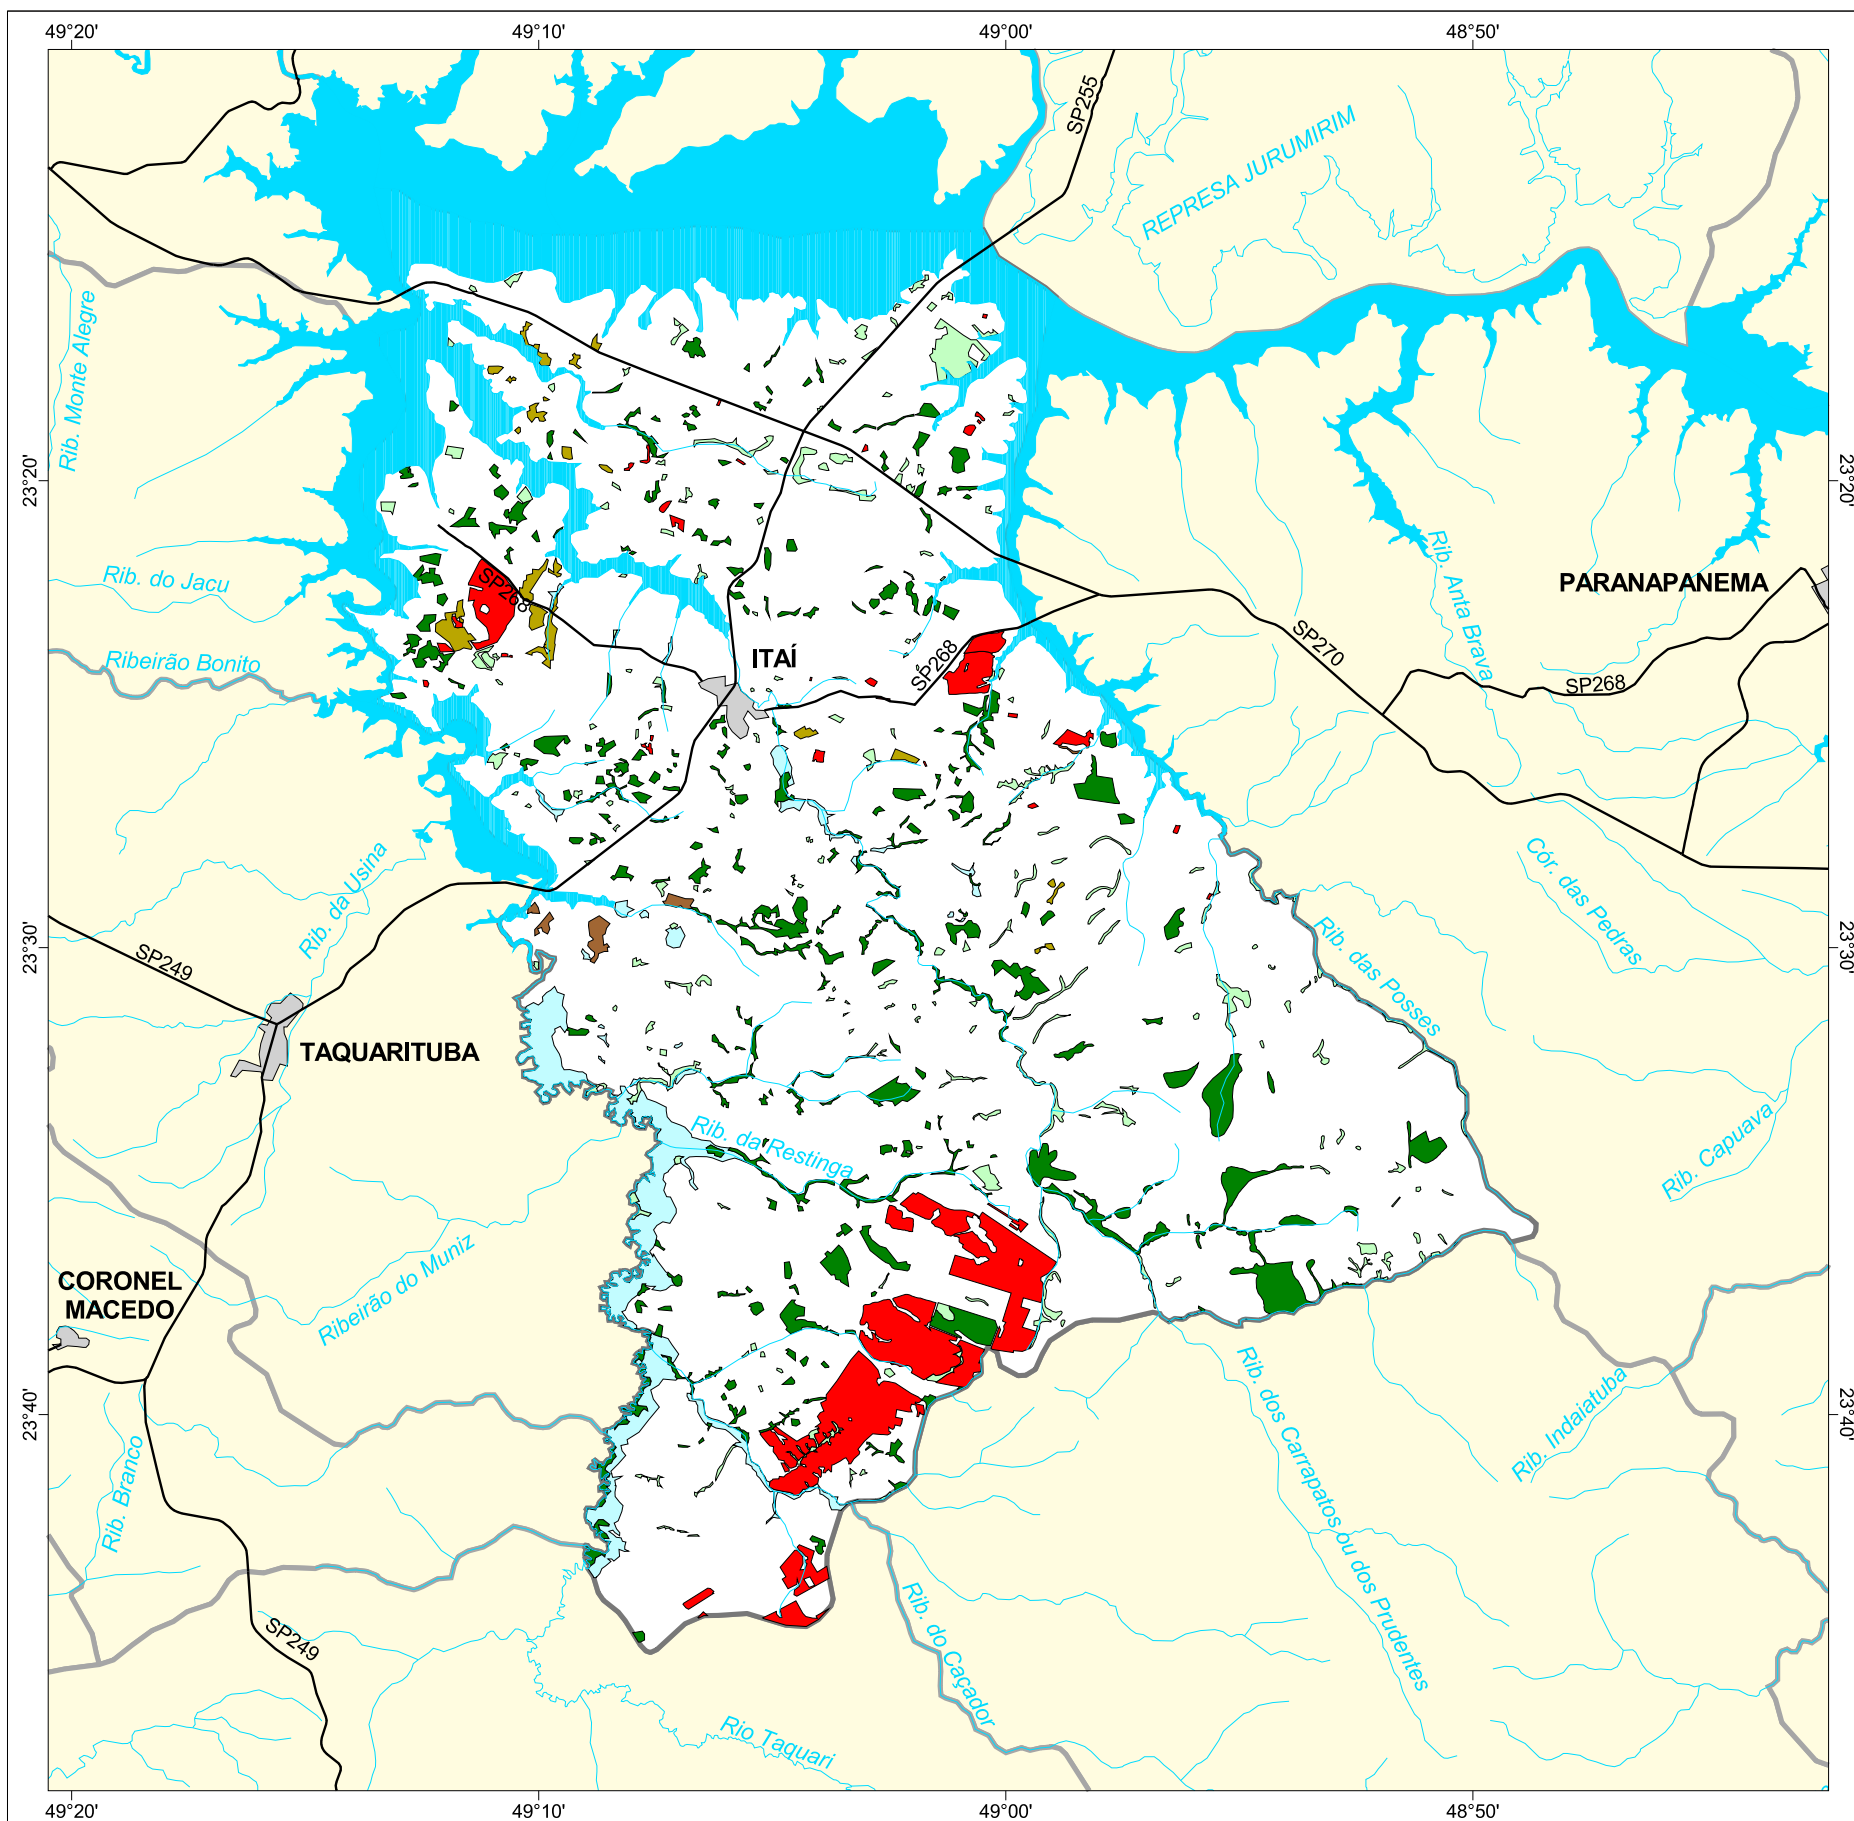 49°20'
49°10'
49°00'
48°50'
SP255
REPRESA JURUMIRIM
Rib. Monte Alegre
23°20'
23°20'
Rib. Anta Brava
Rib. do Jacu
SP268
PARANAPANEMA
Ribeirão Bonito
ITAÍ
SP268
SP270
SP268
Rib. da Usina
Cór. das Pedras
23°30'
SP249
Rib. das Posses
23°30'
TAQUARITUBA
Rib. da Restinga
Rib. Capuava
CORONEL
MACEDO
Ribeirão do Muniz
23°40'
Rib. Branco
Rib. dos Carrapatos ou dos Prudentes
Rib. Indaiatuba
23°40'
SP249
Rib. do Caçador
Rio Taquari
49°20'
49°10'
49°00'
48°50'